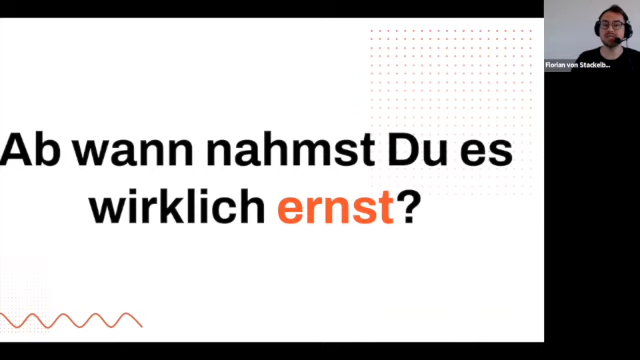 Ab wann nahmst Du es
wirklich ernst?
Florian von Stackelb...